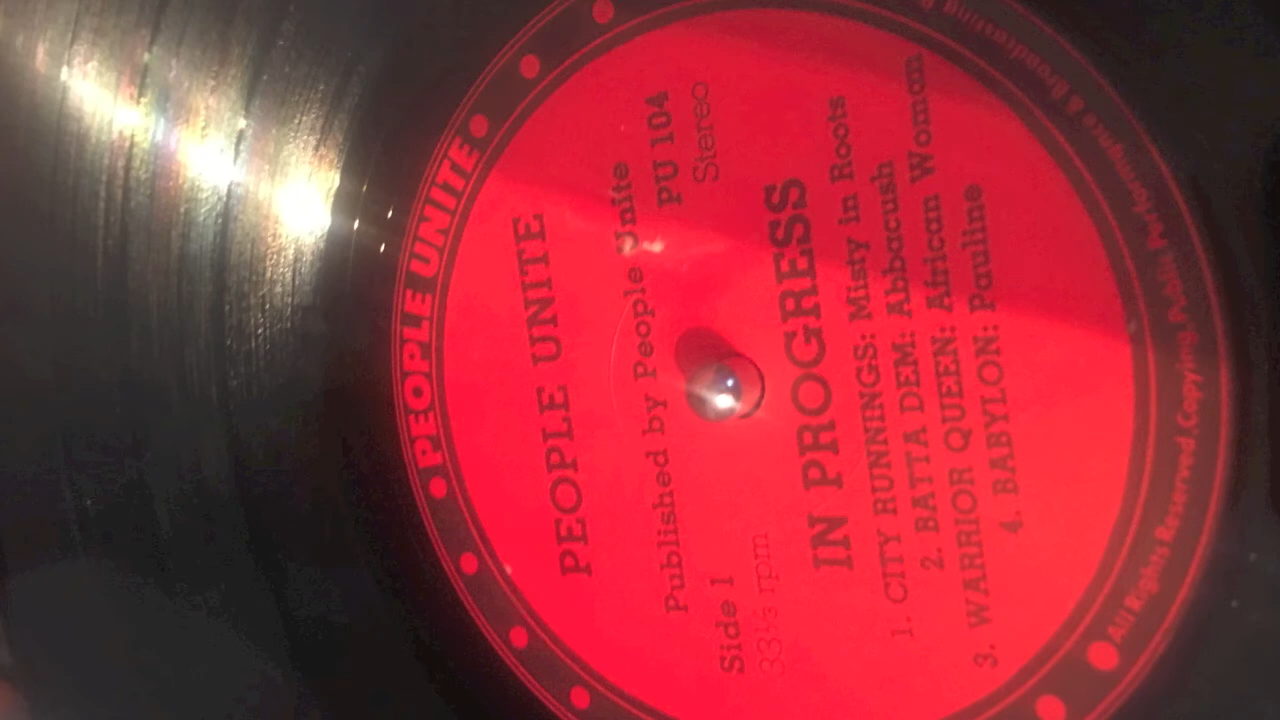 PEOPLE UNITE
PEOPLE UNITE
Published by People Unite
Side 1
PU 104
33⅓ rpm
Stereo
IN PROGRESS
1. CITY RUNNINGS: Misty in Roots
2. BATTA DEM: Abbacush
3. WARRIOR QUEEN: African Woman
4. BABYLON: Pauline
All Rights Reserved. Copying, Public Performance & Broadcasting